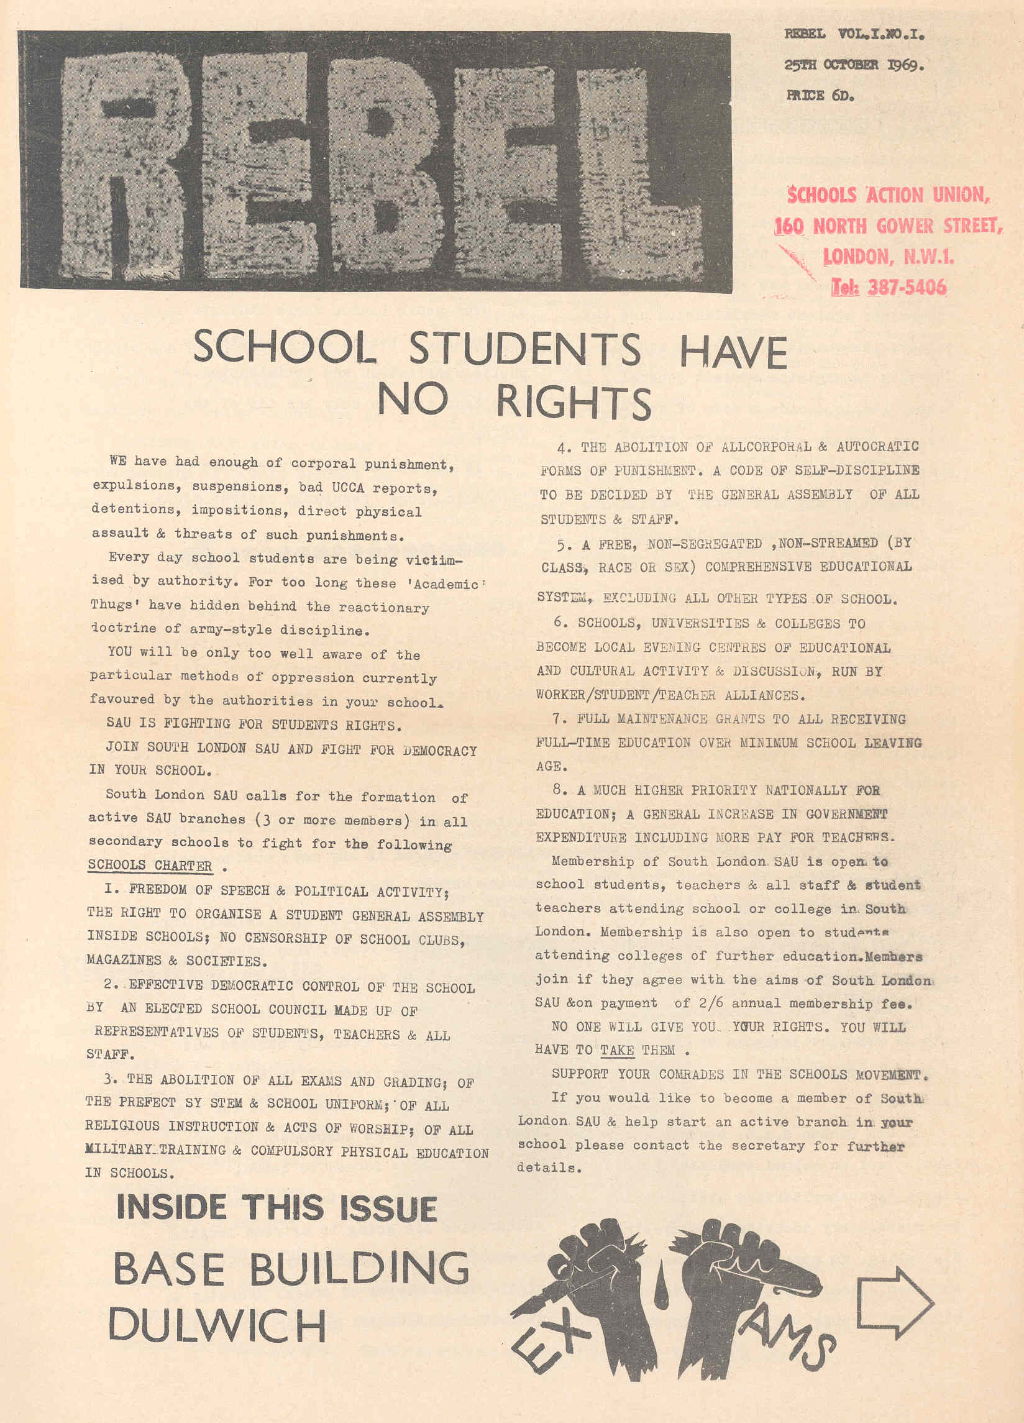 REBEL
REBEL VOL.I.NO.I.
25TH OCTOBER I969.
PRICE 6D.
SCHOOLS ACTION UNION,
160 NORTH GOWER STREET,
LONDON, N.W.1.
Tel: 387-5406
SCHOOL STUDENTS HAVE
NO RIGHTS
WE have had enough of corporal punishment,
expulsions, suspensions, bad UCCA reports,
detentions, impositions, direct physical
assault & threats of such punishments.
Every day school students are being victim-
ised by authority. For too long these 'Academic
Thugs' have hidden behind the reactionary
doctrine of army-style discipline.
YOU will be only too well aware of the
particular methods of oppression currently
favoured by the authorities in your school.
SAU IS FIGHTING FOR STUDENTS RIGHTS.
JOIN SOUTH LONDON SAU AND FIGHT FOR DEMOCRACY
IN YOUR SCHOOL.
South London SAU calls for the formation of
active SAU branches (3 or more members) in all
secondary schools to fight for the following
SCHOOLS CHARTER .
I. FREEDOM OF SPEECH & POLITICAL ACTIVITY;
THE RIGHT TO ORGANISE A STUDENT GENERAL ASSEMBLY
INSIDE SCHOOLS; NO CENSORSHIP OF SCHOOL CLUBS,
MAGAZINES & SOCIETIES.
2. EFFECTIVE DEMOCRATIC CONTROL OF THE SCHOOL
BY AN ELECTED SCHOOL COUNCIL MADE UP OF
REPRESENTATIVES OF STUDENTS, TEACHERS & ALL
STAFF.
3. THE ABOLITION OF ALL EXAMS AND GRADING; OF
THE PREFECT SY STEM & SCHOOL UNIFORM; OF ALL
RELIGIOUS INSTRUCTION & ACTS OF WORSHIP; OF ALL
MILITARY TRAINING & COMPULSORY PHYSICAL EDUCATION
IN SCHOOLS.
4. THE ABOLITION OF ALLCORPORAL & AUTOCRATIC
FORMS OF PUNISHMENT. A CODE OF SELF-DISCIPLINE
TO BE DECIDED BY THE GENERAL ASSEMBLY OF ALL
STUDENTS & STAFF.
5. A FREE, NON-SEGREGATED ,NON-STREAMED (BY
CLASS, RACE OR SEX) COMPREHENSIVE EDUCATIONAL
SYSTEM, EXCLUDING ALL OTHER TYPES OF SCHOOL.
6. SCHOOLS, UNIVERSITIES & COLLEGES TO
BECOME LOCAL EVENING CENTRES OF EDUCATIONAL
AND CULTURAL ACTIVITY & DISCUSSION, RUN BY
WORKER/STUDENT/TEACHER ALLIANCES.
7. FULL MAINTENANCE GRANTS TO ALL RECEIVING
FULL-TIME EDUCATION OVER MINIMUM SCHOOL LEAVING
AGE.
8. A MUCH HIGHER PRIORITY NATIONALLY FOR
EDUCATION; A GENERAL INCREASE IN GOVERNMENT
EXPENDITURE INCLUDING MORE PAY FOR TEACHERS.
Membership of South London SAU is open to
school students, teachers & all staff & student
teachers attending school or college in South
London. Membership is also open to students
attending colleges of further education.Members
join if they agree with the aims of South London
SAU &on payment of 2/6 annual membership fee.
NO ONE WILL GIVE YOU YOUR RIGHTS. YOU WILL
HAVE TO TAKE THEM .
SUPPORT YOUR COMRADES IN THE SCHOOLS MOVEMENT.
If you would like to become a member of South
London SAU & help start an active branch in your
school please contact the secretary for further
details.
INSIDE THIS ISSUE
BASE BUILDING
DULWICH
EXAMS